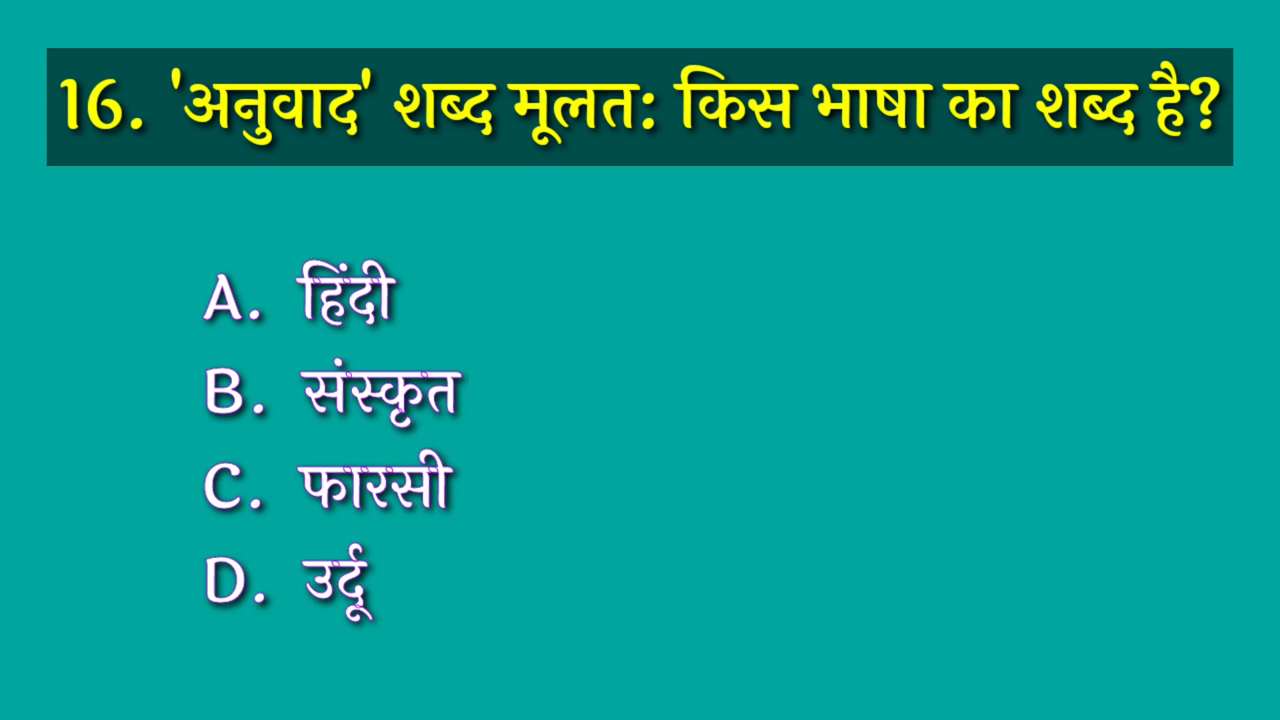 16. 'अनुवाद' शब्द मूलत: किस भाषा का शब्द है?
A. हिंदी
B. संस्कृत
C. फारसी
D. उर्दू